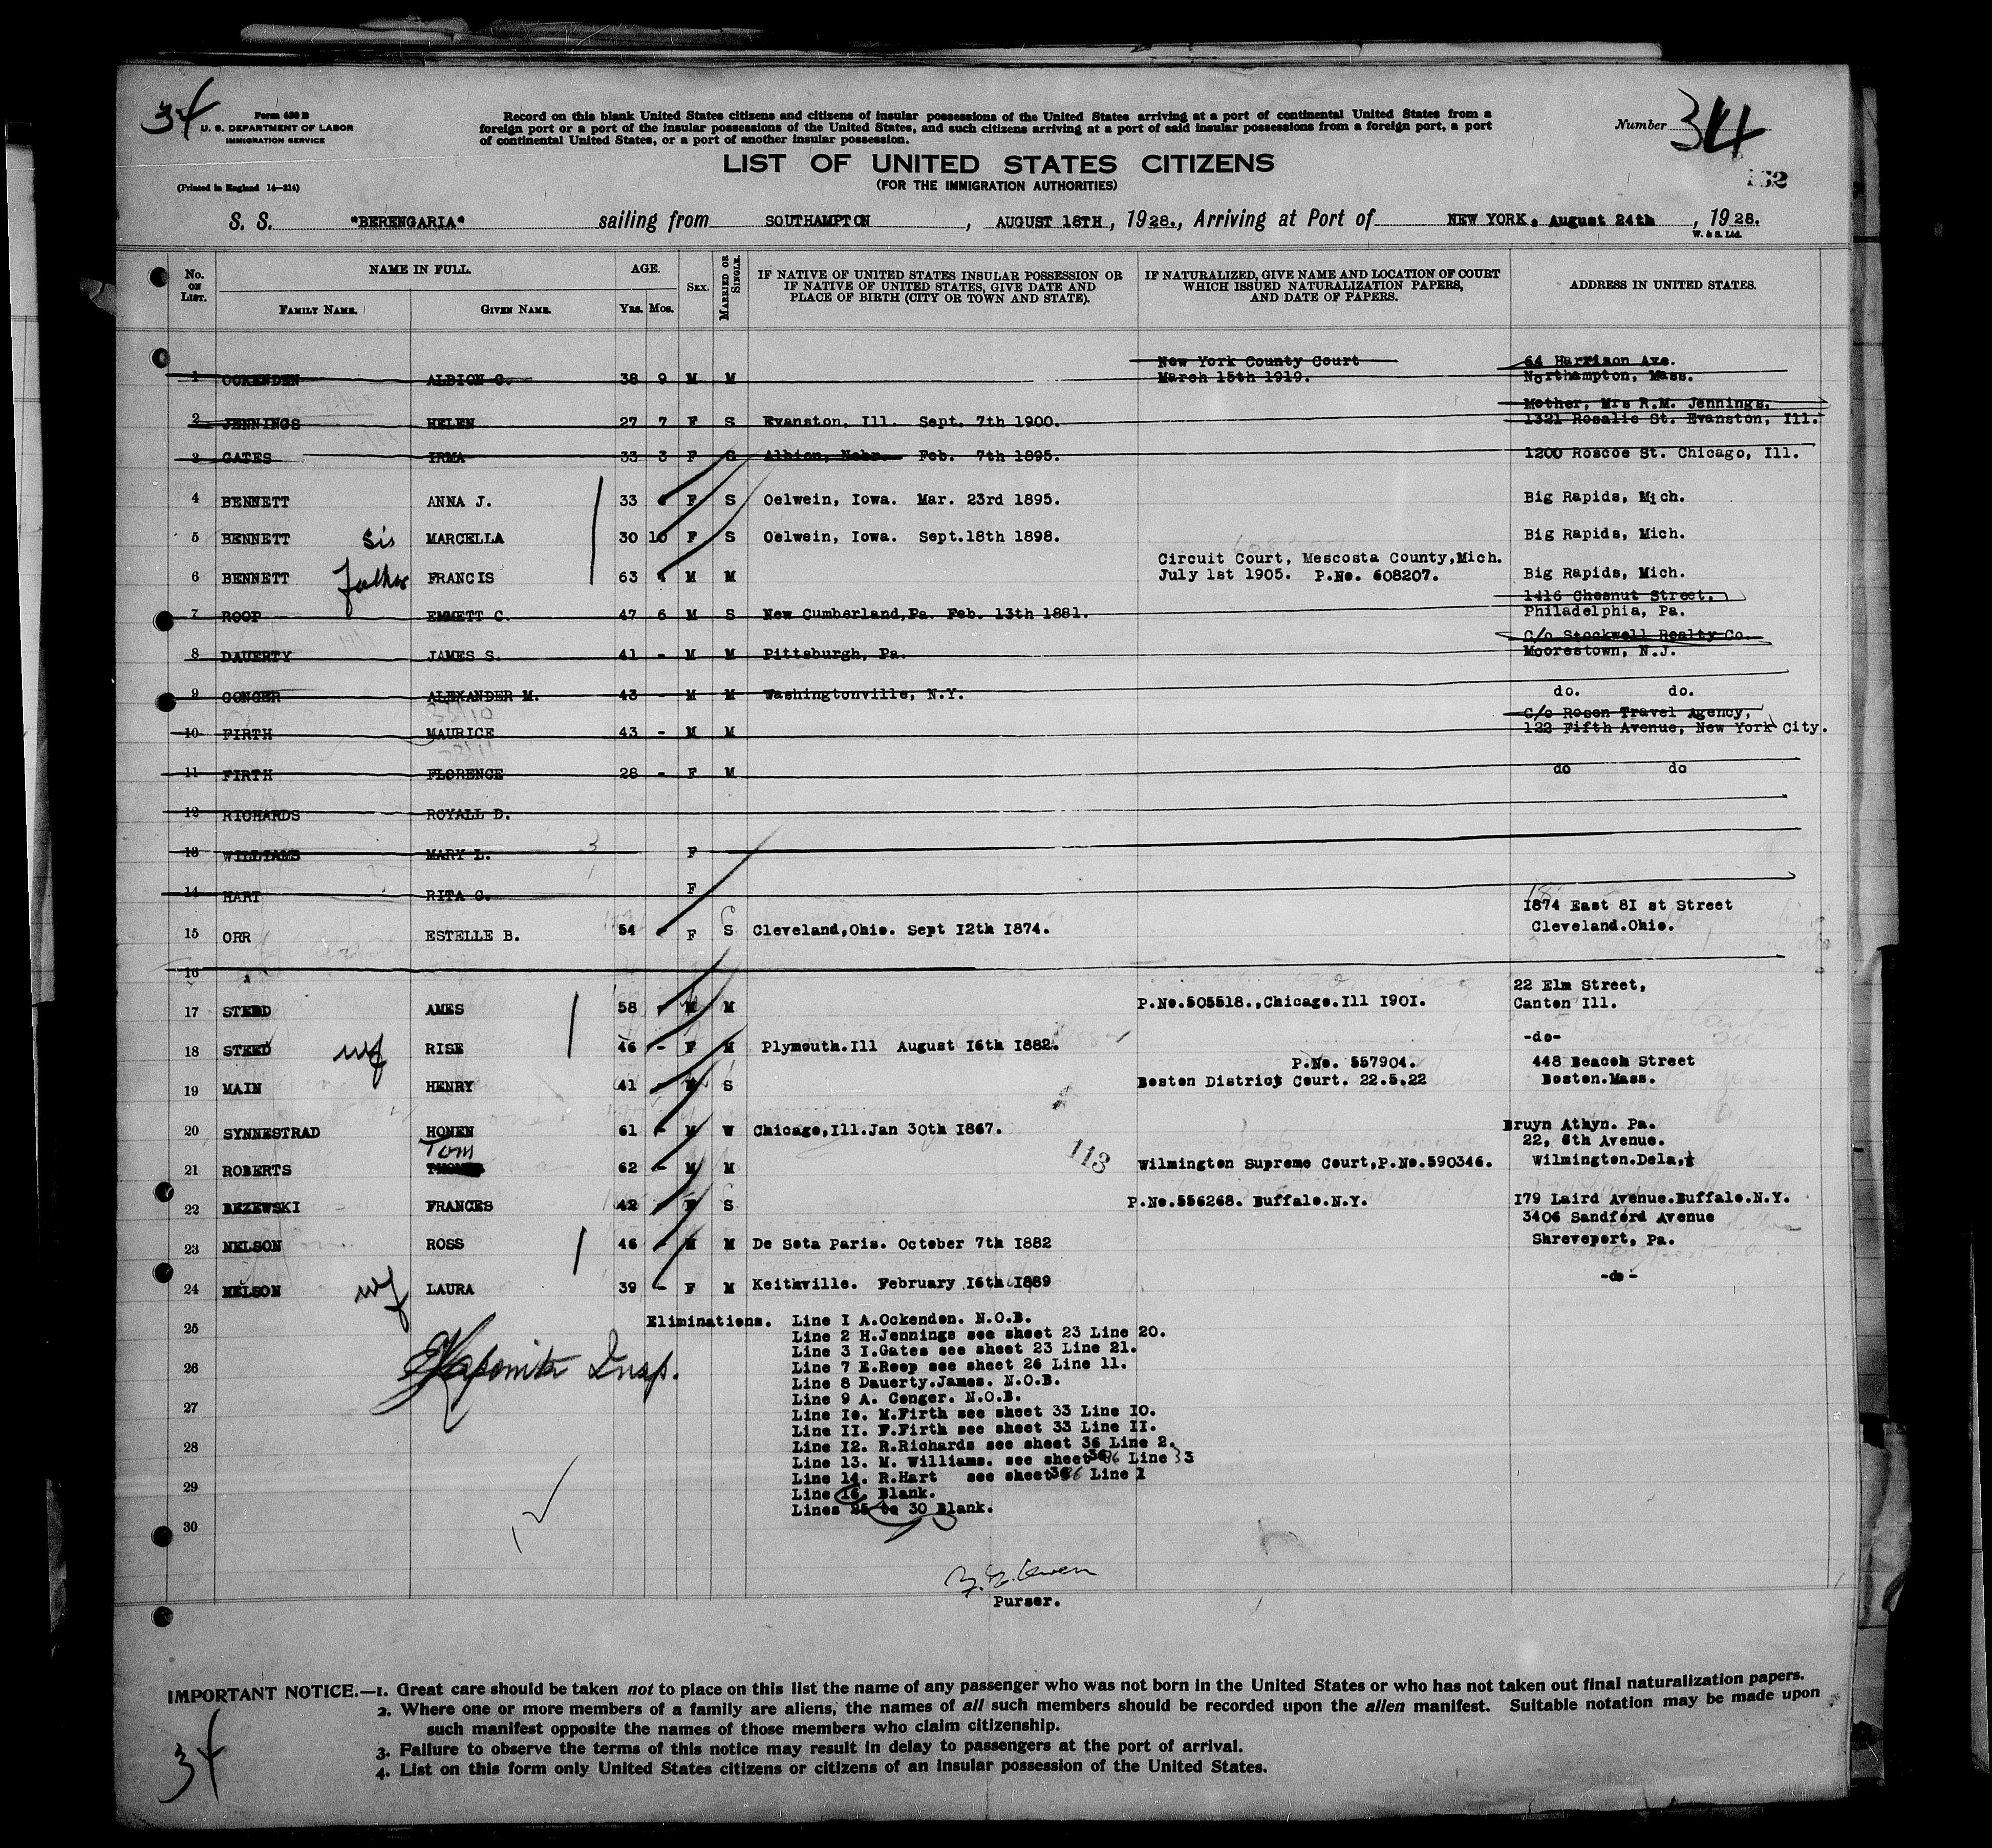 34
Form 630 B
U. S. DEPARTMENT OF LABOR
IMMIGRATION SERVICE
(Printed in England 14—214)
Record on this blank United States citizens and citizens of insular possessions of the United States arriving at a port of continental United States from a
foreign port or a port of the insular possessions of the United States, and such citizens arriving at a port of said insular possessions from a foreign port, a port
of continental United States, or a port of another insular possession.
Number 34
LIST OF UNITED STATES CITIZENS
(FOR THE IMMIGRATION AUTHORITIES)
S. S. "BERENGARIA" sailing from SOUTHAMPTON, AUGUST 18TH, 1928., Arriving at Port of NEW YORK, August 24th, 1928.
W. & S. Ltd.
No. ON LIST. NAME IN FULL. AGE. SEX. MARRIED OR SINGLE. IF NATIVE OF UNITED STATES INSULAR POSSESSION OR IF NATIVE OF UNITED STATES, GIVE DATE AND PLACE OF BIRTH (CITY OR TOWN AND STATE). IF NATURALIZED, GIVE NAME AND LOCATION OF COURT WHICH ISSUED NATURALIZATION PAPERS, AND DATE OF PAPERS. ADDRESS IN UNITED STATES.
FAMILY NAME. GIVEN NAME. Yrs. Mos.
New York County Court 64 Harrison Ave.
1 OCKENDEN ALBION C. 38 9 M M March 15th 1919. Northampton, Mass.
Mother, Mrs R.M. Jennings.
2 JENNINGS HELEN 27 7 F S Evanston, Ill. Sept. 7th 1900. 1321 Rosalie St. Evanston, Ill.
3 GATES IRMA 33 3 F S Albion, Nebr. Feb. 7th 1895. 1200 Roscoe St. Chicago, Ill.
4 BENNETT ANNA J. 33 F S Oelwein, Iowa. Mar. 23rd 1895. Big Rapids, Mich.
5 BENNETT sis MARCELLA 30 10 F S Oelwein, Iowa. Sept.18th 1898. Big Rapids, Mich.
Circuit Court, Mescosta County,Mich.
6 BENNETT father FRANCIS 63 M M July 1st 1905. P.No. 608207. Big Rapids, Mich.
1416 Chesnut Street.
7 ROOP EMMETT C. 47 6 M S New Cumberland,Pa. Feb. 13th 1881. Philadelphia, Pa.
C/o Stockwell Realty Co.
8 DAUERTY JAMES S. 41 - M M Pittsburgh, Pa. Moorestown, N.J.
9 CONGER ALEXANDER M. 43 - M M Washingtonville, N.Y. do. do.
C/o Rosen Travel Agency,
10 FIRTH MAURICE 43 - M M 122 Fifth Avenue, New York City.
11 FIRTH FLORENCE 28 - F M do do
12 RICHARDS ROYALL D.
13 WILLIAMS MARY L. F
14 HART RITA C. F
1874 East 81 st Street
15 ORR ESTELLE B. 54 - F S Cleveland,Ohio. Sept 12th 1874. Cleveland.Ohio.
16
22 Elm Street,
17 STEED AMES 58 - M M P.No.505518.,Chicago.Ill 1901. Canton Ill.
18 STEED wf RISE 46 - F M Plymouth.Ill August 16th 1882. -do-
P.No. 557904. 448 Beacon Street
19 MAIN HENRY 41 - M S Boston District Court. 22.5.22 Boston.Mass.
20 SYNNESTRAD HONEN 61 - M W Chicago,Ill.Jan 30th 1867. Bruyn Athyn. Pa.
Tom 22, 6th Avenue.
21 ROBERTS 62 - M M Wilmington Supreme Court,P.No.590346. Wilmington.Dela,
113
22 BEZEWSKI FRANCES 42 - F S P.No.556268. Buffalo.N.Y. 179 Laird Avenue.Buffalo.N.Y.
3406 Sandford Avenue
23 NELSON ROSS 46 - M M De Sota Paris. October 7th 1882 Shreveport, Pa.
24 NELSON wf LAURA 39 - F M Keithville. February 16th 1889 -do-
25 Eliminations. Line I A.Ockenden. N.O.B.
Line 2 H.Jennings see sheet 23 Line 20.
Line 3 I.Gates see sheet 23 Line 21.
26 Line 7 E.Roop see sheet 26 Line 11.
Line 8 Dauerty.James. N.O.B.
Line 9 A. Conger. N.O.B.
27 Line Io. M.Firth see sheet 33 Line IO.
Line II. F.Firth see sheet 33 Line II.
28 Line I2. R.Richards see sheet 36 Line 2.
Line 13. M. Williams. see sheet 36 Line 3
29 Line 14. R.Hart see sheet 36 Line 1
Line 16. Blank.
Lines 25 to 30 Blank.
30
Insp.
Purser.
IMPORTANT NOTICE.—1. Great care should be taken not to place on this list the name of any passenger who was not born in the United States or who has not taken out final naturalization papers.
2. Where one or more members of a family are aliens, the names of all such members should be recorded upon the alien manifest. Suitable notation may be made upon
such manifest opposite the names of those members who claim citizenship.
3. Failure to observe the terms of this notice may result in delay to passengers at the port of arrival.
4. List on this form only United States citizens or citizens of an insular possession of the United States.
34